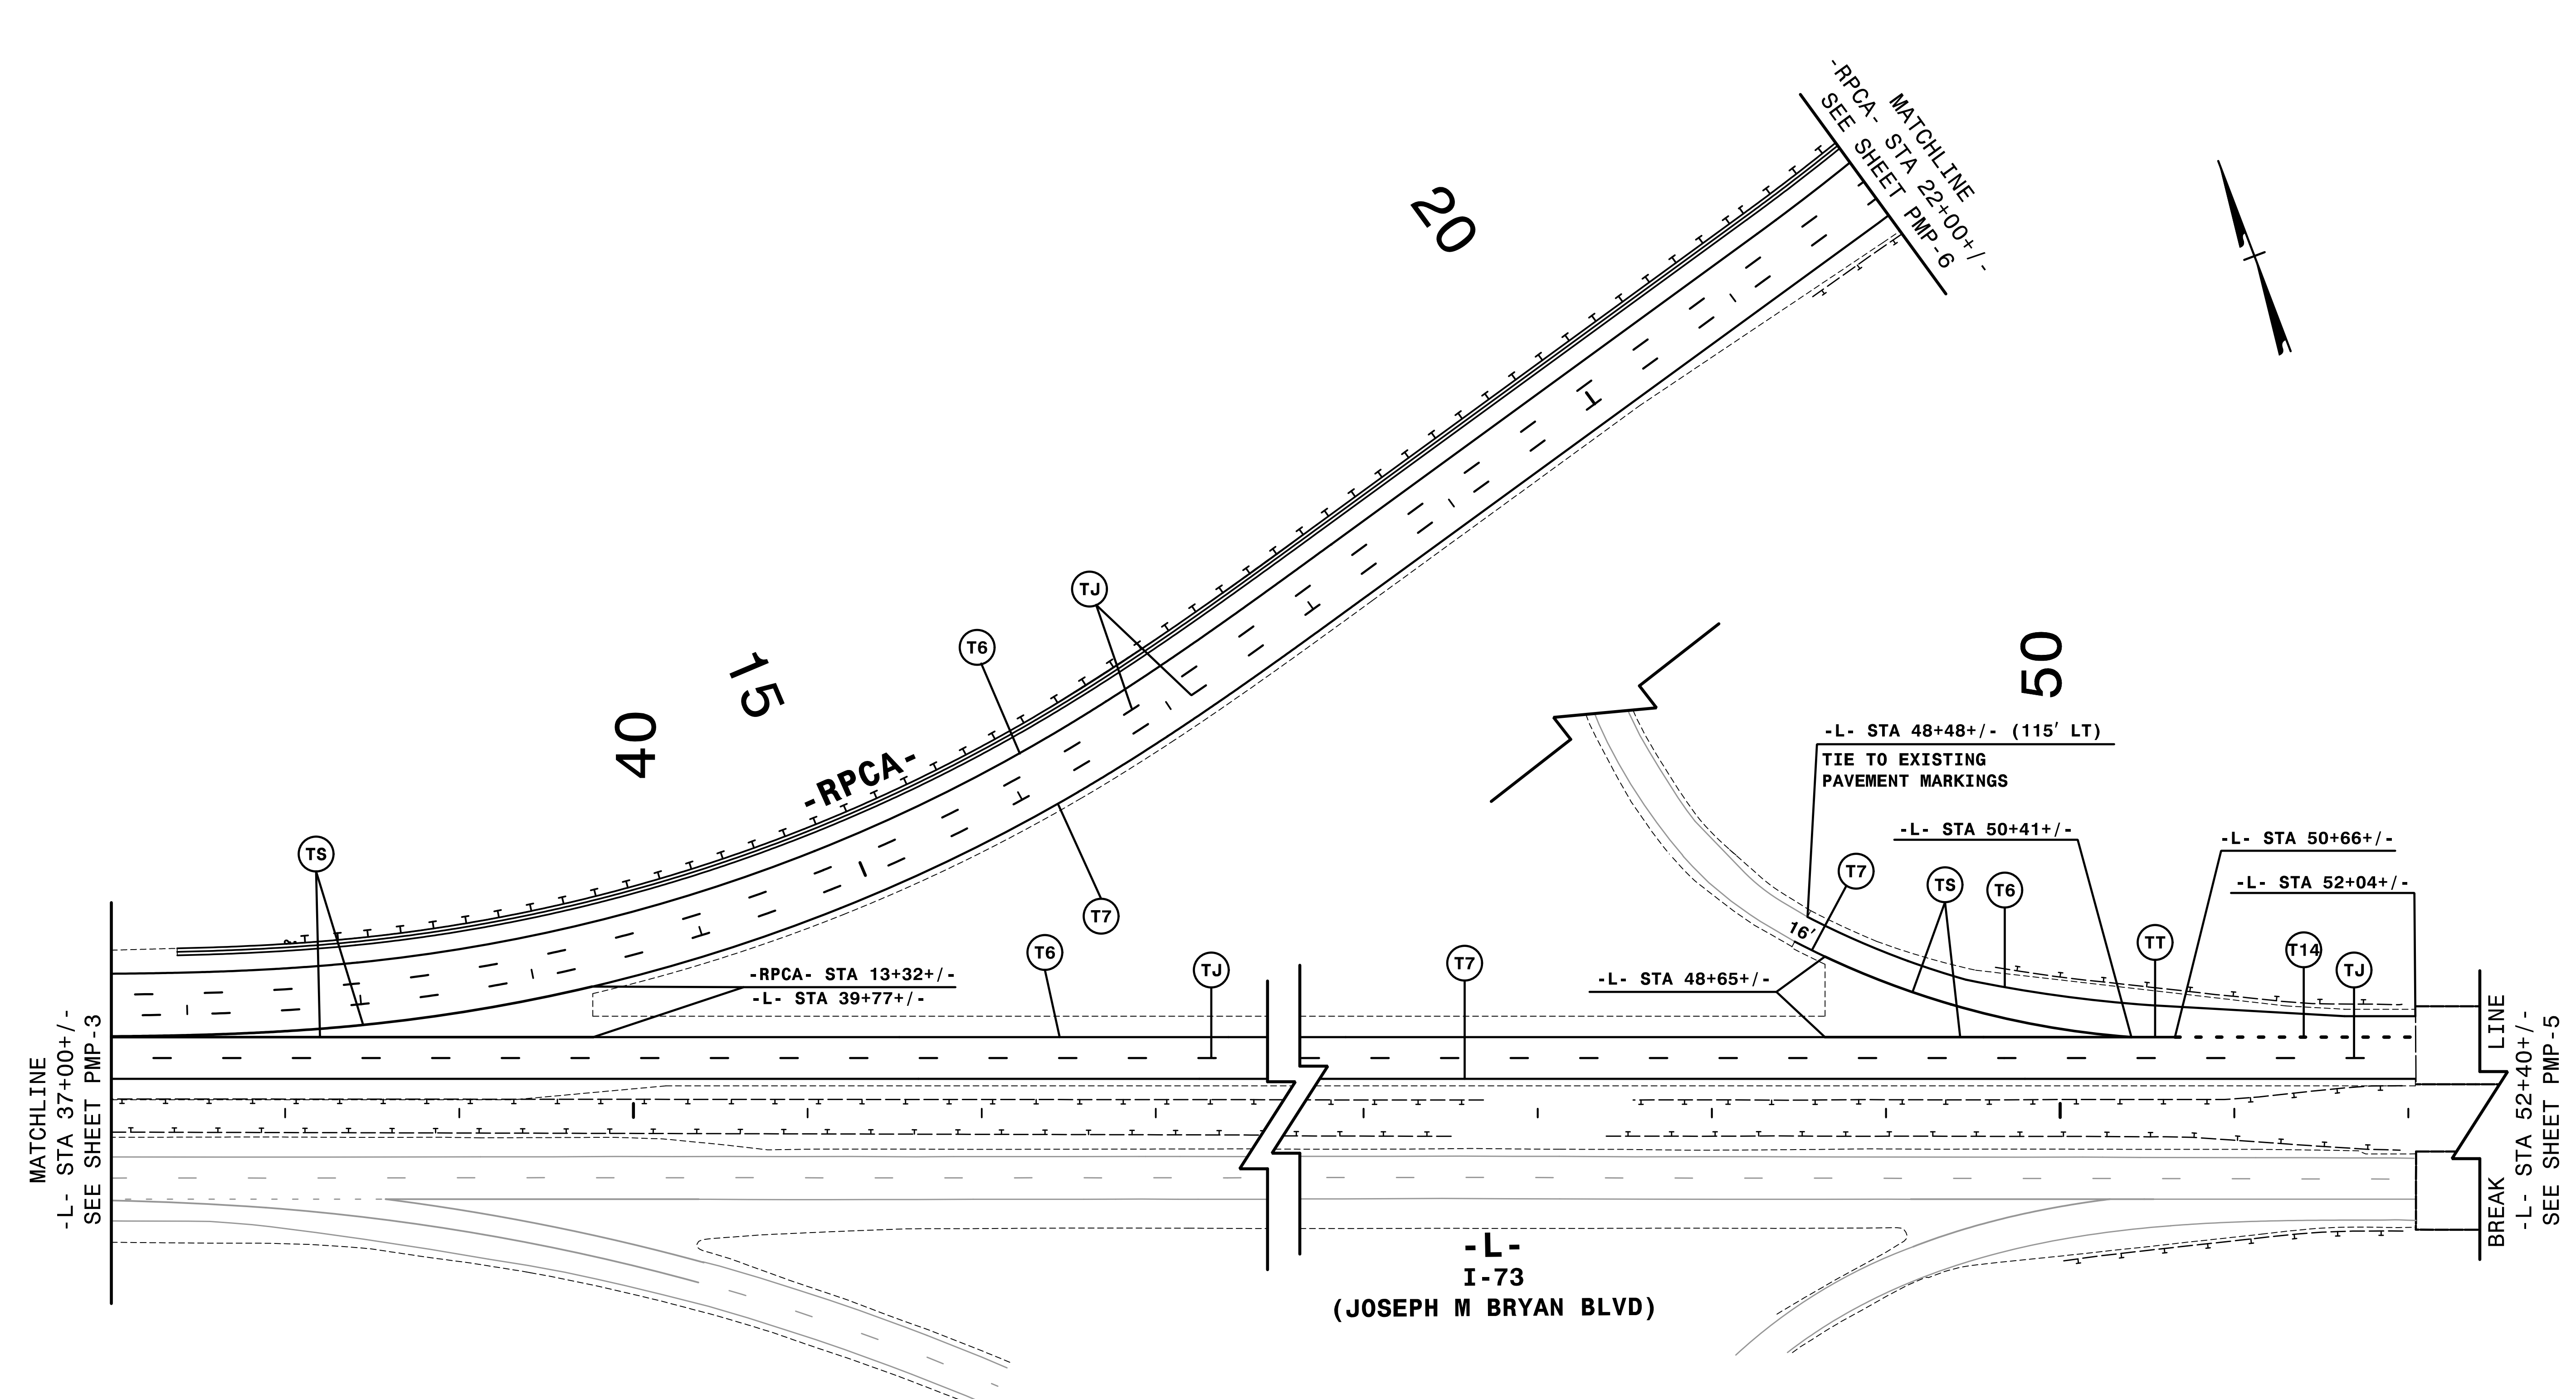 MATCHLINE
-RPCA- STA 22+00+/-
SEE SHEET PMP-6
20
TJ
T6
15
40
-RPCA-
50
-L- STA 48+48+/- (115' LT)
TIE TO EXISTING
PAVEMENT MARKINGS
-L- STA 50+41+/-
-L- STA 50+66+/-
-L- STA 52+04+/-
TS
T7
T7
TS
T6
16'
TT
T14
TJ
T6
TJ
T7
-RPCA- STA 13+32+/-
-L- STA 39+77+/-
-L- STA 48+65+/-
MATCHLINE
-L- STA 37+00+/-
SEE SHEET PMP-3
BREAK LINE
-L- STA 52+40+/-
SEE SHEET PMP-5
-L-
I-73
(JOSEPH M BRYAN BLVD)